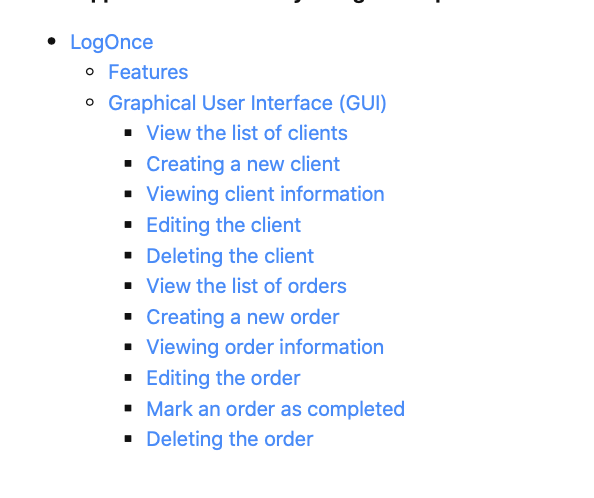 LogOnce
Features
Graphical User Interface (GUI)
View the list of clients
Creating a new client
Viewing client information
Editing the client
Deleting the client
View the list of orders
Creating a new order
Viewing order information
Editing the order
Mark an order as completed
Deleting the order